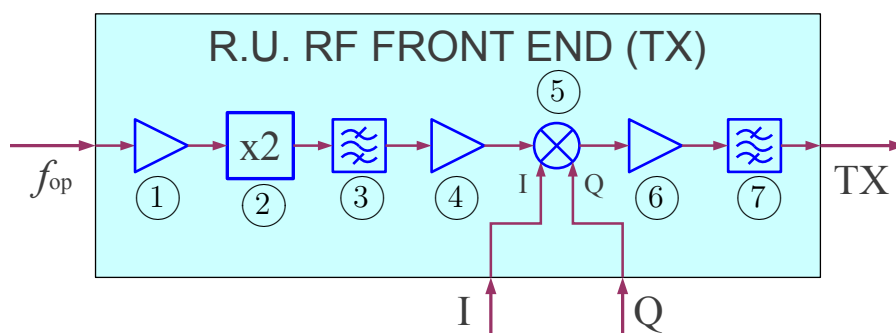 R.U. RF FRONT END (TX)
5
x2
I
Q
f_op
1
2
3
4
6
7
TX
I
Q